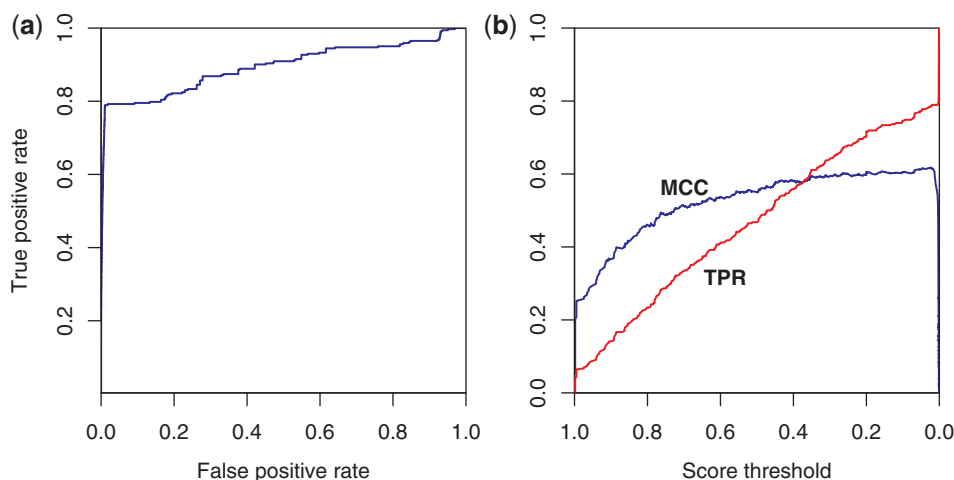 (a)
True positive rate
1.0
0.8
0.6
0.4
0.2
0.0 0.2 0.4 0.6 0.8 1.0
False positive rate
(b)
1.0
0.8
0.6
0.4
0.2
0.0
MCC
TPR
1.0 0.8 0.6 0.4 0.2 0.0
Score threshold